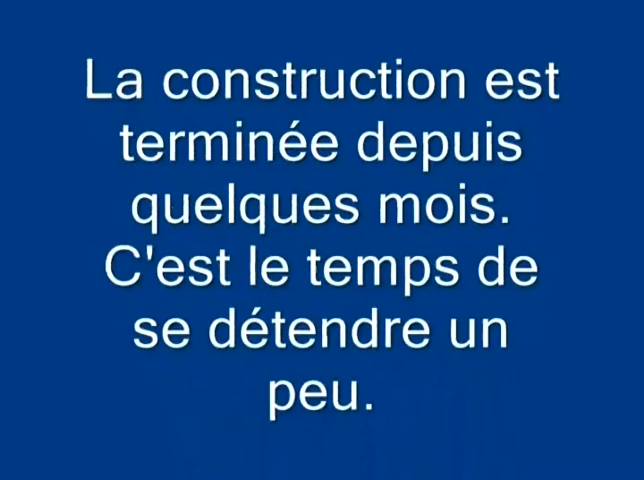 La construction est
terminée depuis
quelques mois.
C'est le temps de
se détendre un
peu.